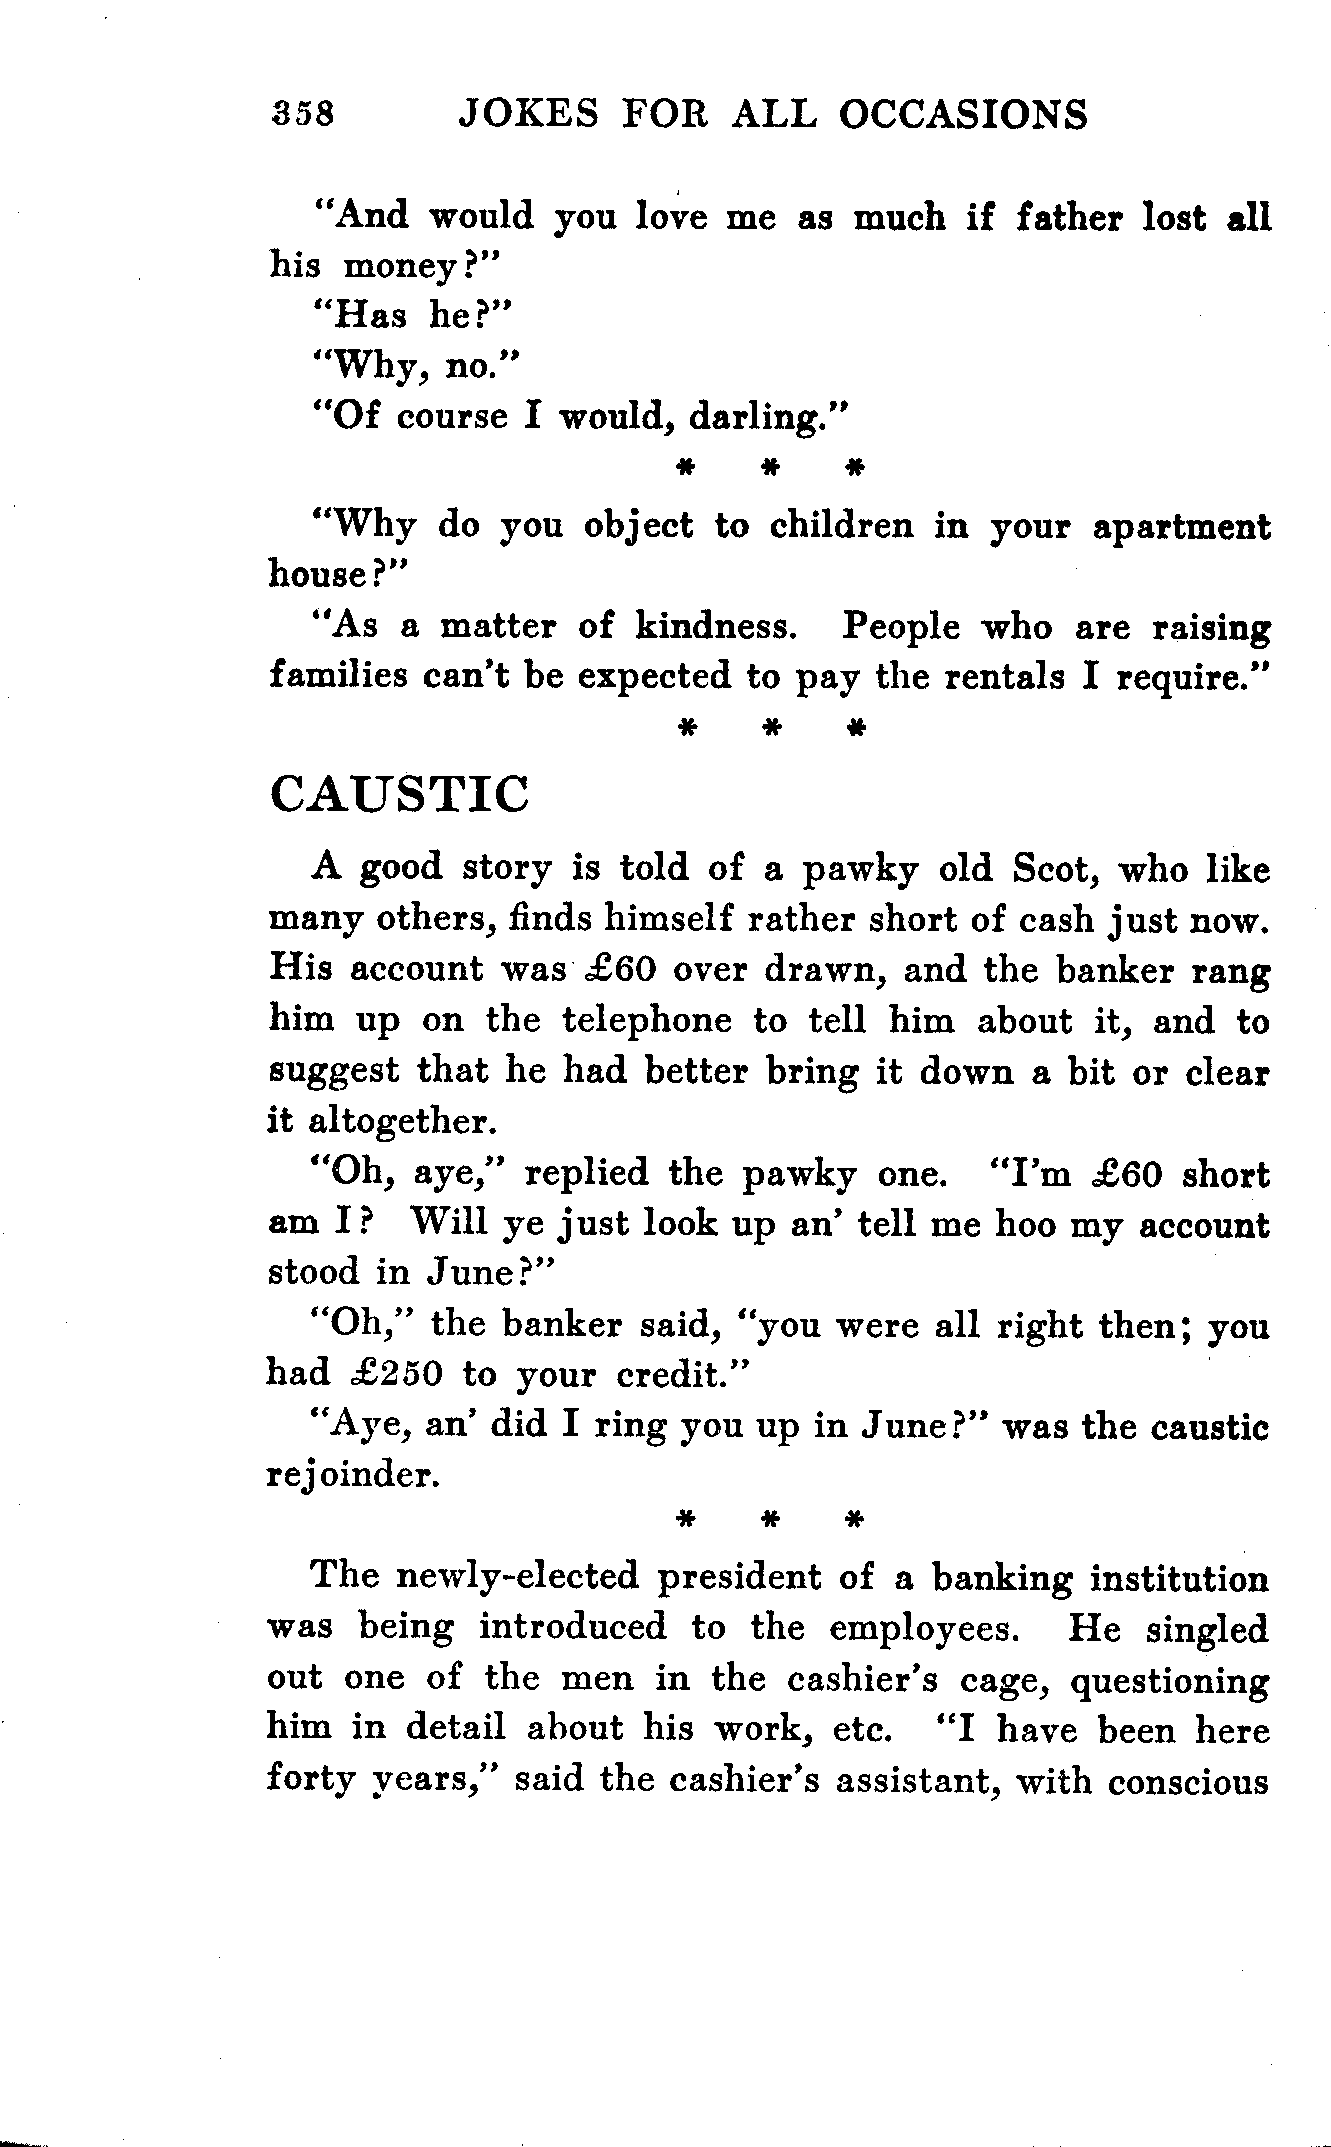 358 JOKES FOR ALL OCCASIONS
"And would you love me as much if father lost all
his money?"
"Has he?"
"Why, no."
"Of course I would, darling."
* * *
"Why do you object to children in your apartment
house?"
"As a matter of kindness. People who are raising
families can't be expected to pay the rentals I require."
* * *
CAUSTIC
A good story is told of a pawky old Scot, who like
many others, finds himself rather short of cash just now.
His account was £60 over drawn, and the banker rang
him up on the telephone to tell him about it, and to
suggest that he had better bring it down a bit or clear
it altogether.
"Oh, aye," replied the pawky one. "I'm £60 short
am I? Will ye just look up an' tell me hoo my account
stood in June?"
"Oh," the banker said, "you were all right then; you
had £250 to your credit."
"Aye, an' did I ring you up in June?" was the caustic
rejoinder.
* * *
The newly-elected president of a banking institution
was being introduced to the employees. He singled
out one of the men in the cashier's cage, questioning
him in detail about his work, etc. "I have been here
forty years," said the cashier's assistant, with conscious